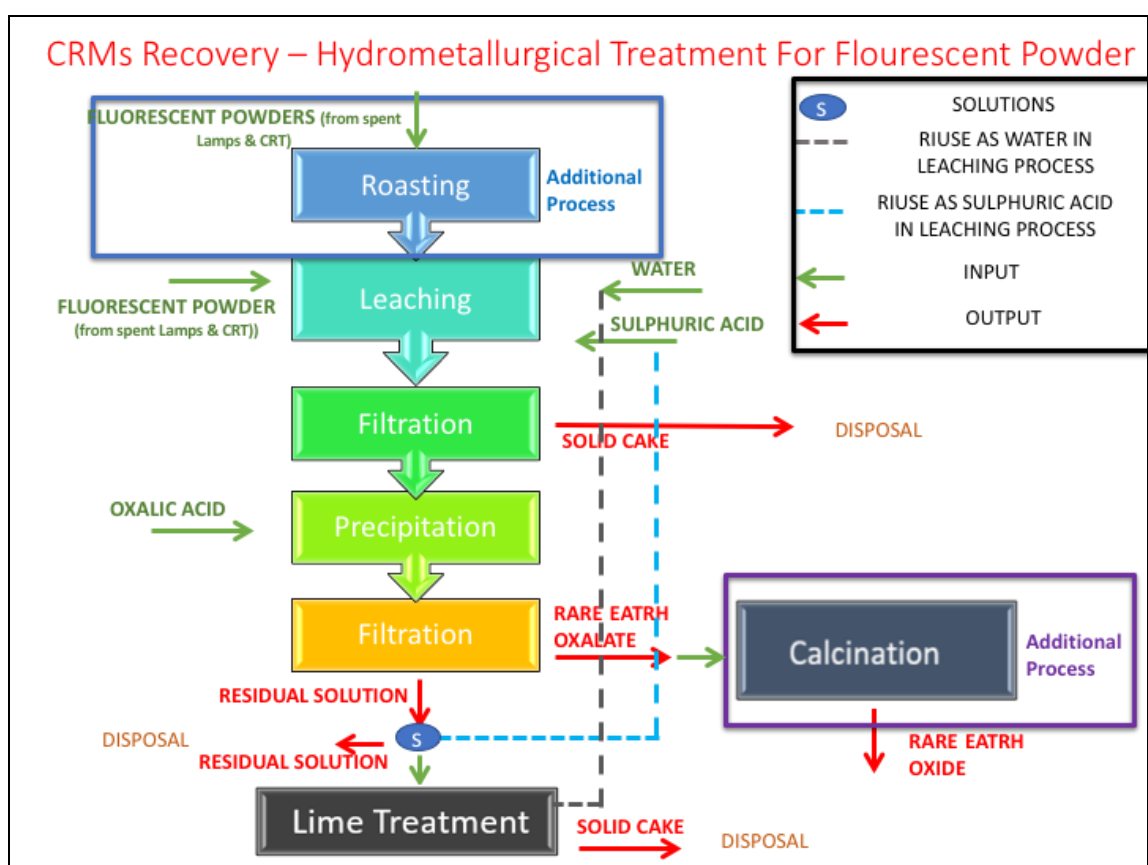 CRMs Recovery – Hydrometallurgical Treatment For Flourescent Powder
FLUORESCENT POWDERS (from spent
Lamps & CRT)
Roasting
Additional
Process
S
SOLUTIONS
RIUSE AS WATER IN
LEACHING PROCESS
RIUSE AS SULPHURIC ACID
IN LEACHING PROCESS
INPUT
OUTPUT
Leaching
FLUORESCENT POWDER
(from spent Lamps & CRT))
WATER
SULPHURIC ACID
Filtration
SOLID CAKE
DISPOSAL
OXALIC ACID
Precipitation
Filtration
RARE EATRH
OXALATE
Calcination
Additional
Process
RESIDUAL SOLUTION
DISPOSAL
S
RESIDUAL SOLUTION
RARE EATRH
OXIDE
Lime Treatment
SOLID CAKE
DISPOSAL